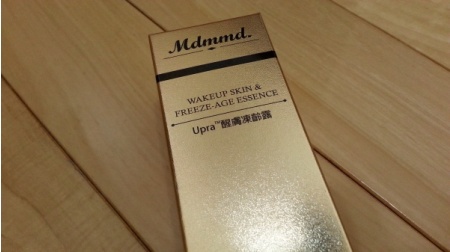 Mdmmd.
WAKEUP SKIN &
FREEZE-AGE ESSENCE
Upra™醒膚凍齡露